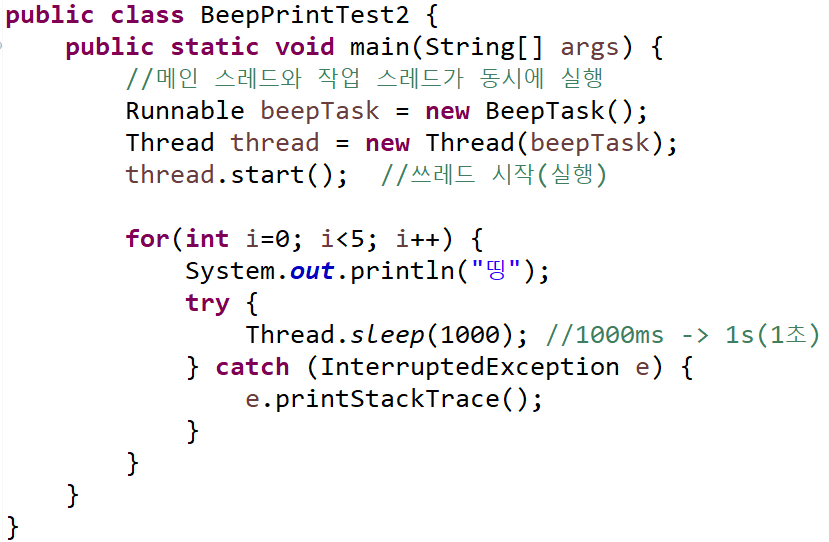 public class BeepPrintTest2 {
    public static void main(String[] args) {
        //메인 스레드와 작업 스레드가 동시에 실행
        Runnable beepTask = new BeepTask();
        Thread thread = new Thread(beepTask);
        thread.start();  //쓰레드 시작(실행)

        for(int i=0; i<5; i++) {
            System.out.println("띵");
            try {
                Thread.sleep(1000); //1000ms -> 1s(1초)
            } catch (InterruptedException e) {
                e.printStackTrace();
            }
        }
    }
}